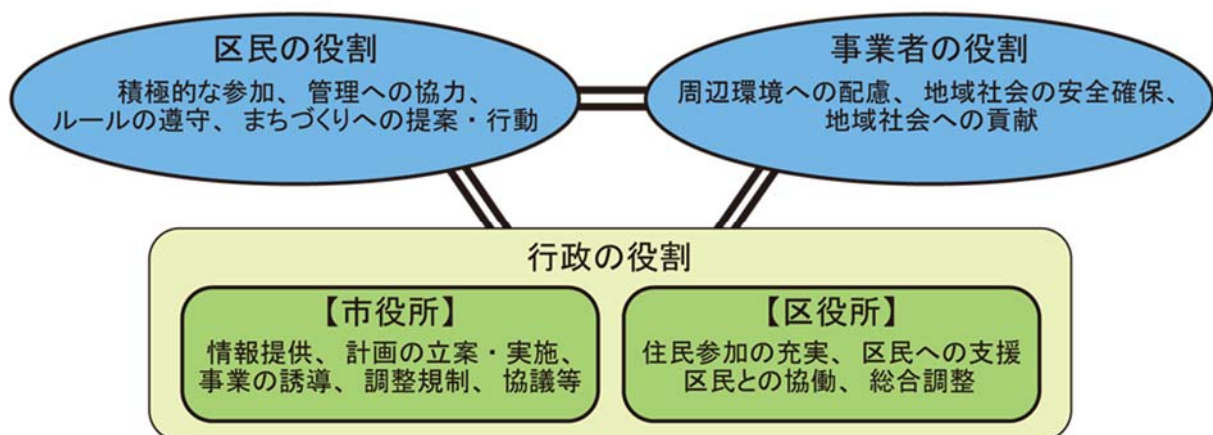 区民の役割
積極的な参加、管理への協力、
ルールの遵守、まちづくりへの提案・行動
事業者の役割
周辺環境への配慮、地域社会の安全確保、
地域社会への貢献
行政の役割
【市役所】
情報提供、計画の立案・実施、
事業の誘導、調整規制、協議等
【区役所】
住民参加の充実、区民への支援
区民との協働、総合調整